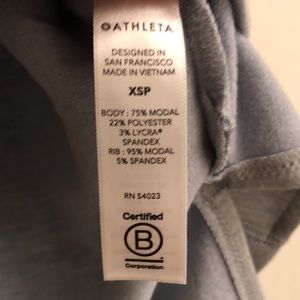 ATHLETA
DESIGNED IN
SAN FRANCISCO
MADE IN VIETNAM
XSP
BODY : 75% MODAL
22% POLYESTER
3% LYCRA®
SPANDEX
RIB : 95% MODAL
5% SPANDEX
RN 54023
Certified
B
Corporation